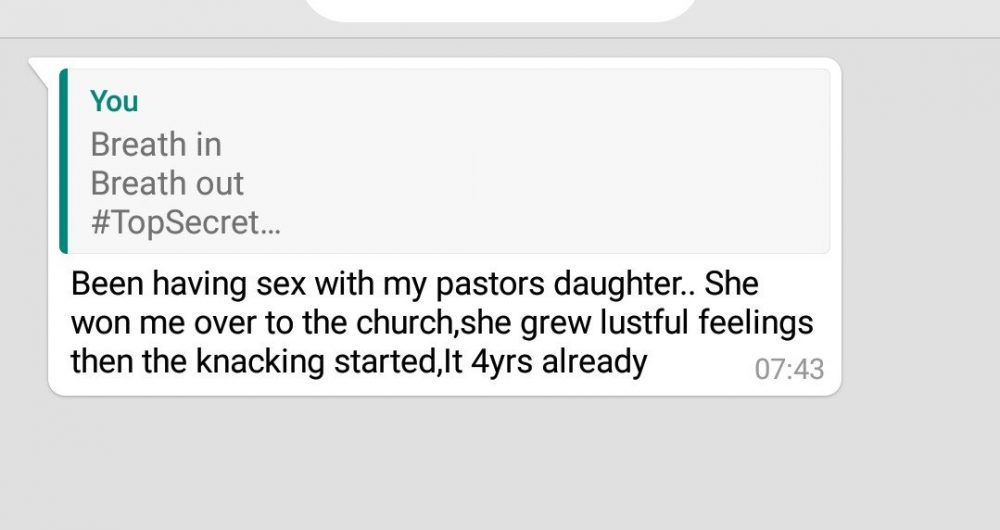 You
Breath in
Breath out
#TopSecret...
Been having sex with my pastors daughter.. She
won me over to the church,she grew lustful feelings
then the knacking started,It 4yrs already
07:43